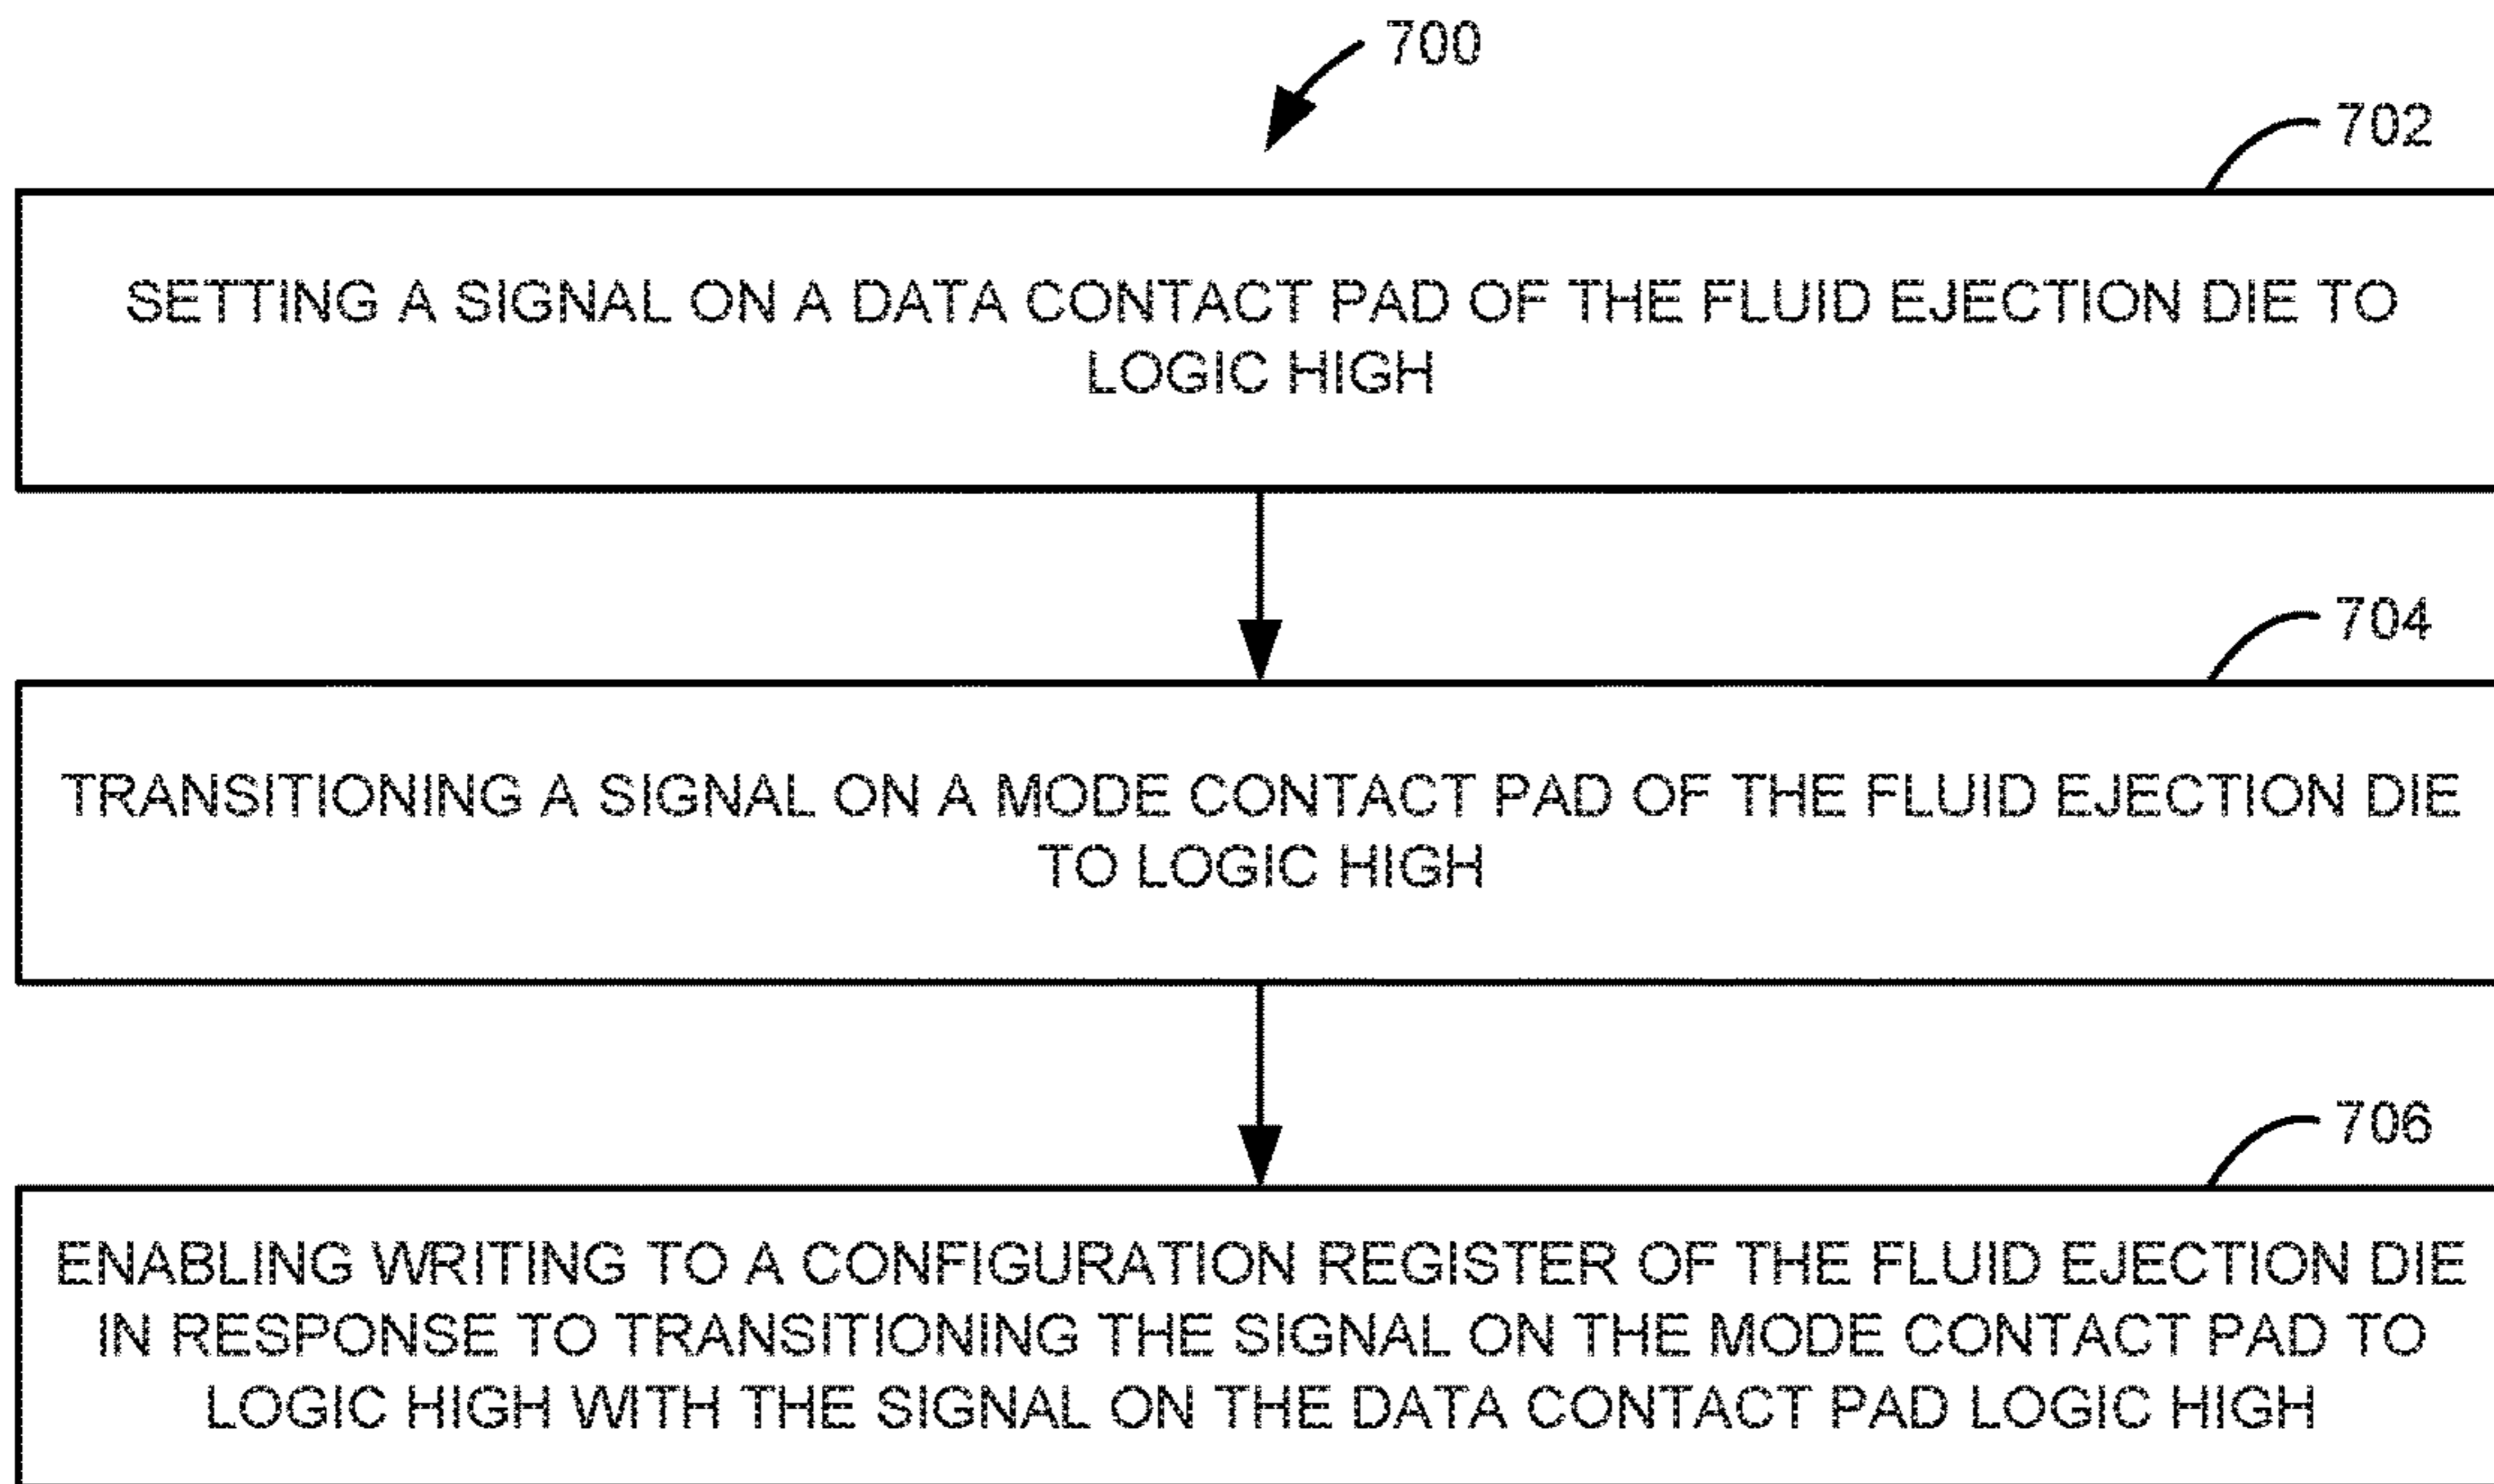 700
702
SETTING A SIGNAL ON A DATA CONTACT PAD OF THE FLUID EJECTION DIE TO
LOGIC HIGH
704
TRANSITIONING A SIGNAL ON A MODE CONTACT PAD OF THE FLUID EJECTION DIE
TO LOGIC HIGH
706
ENABLING WRITING TO A CONFIGURATION REGISTER OF THE FLUID EJECTION DIE
IN RESPONSE TO TRANSITIONING THE SIGNAL ON THE MODE CONTACT PAD TO
LOGIC HIGH WITH THE SIGNAL ON THE DATA CONTACT PAD LOGIC HIGH